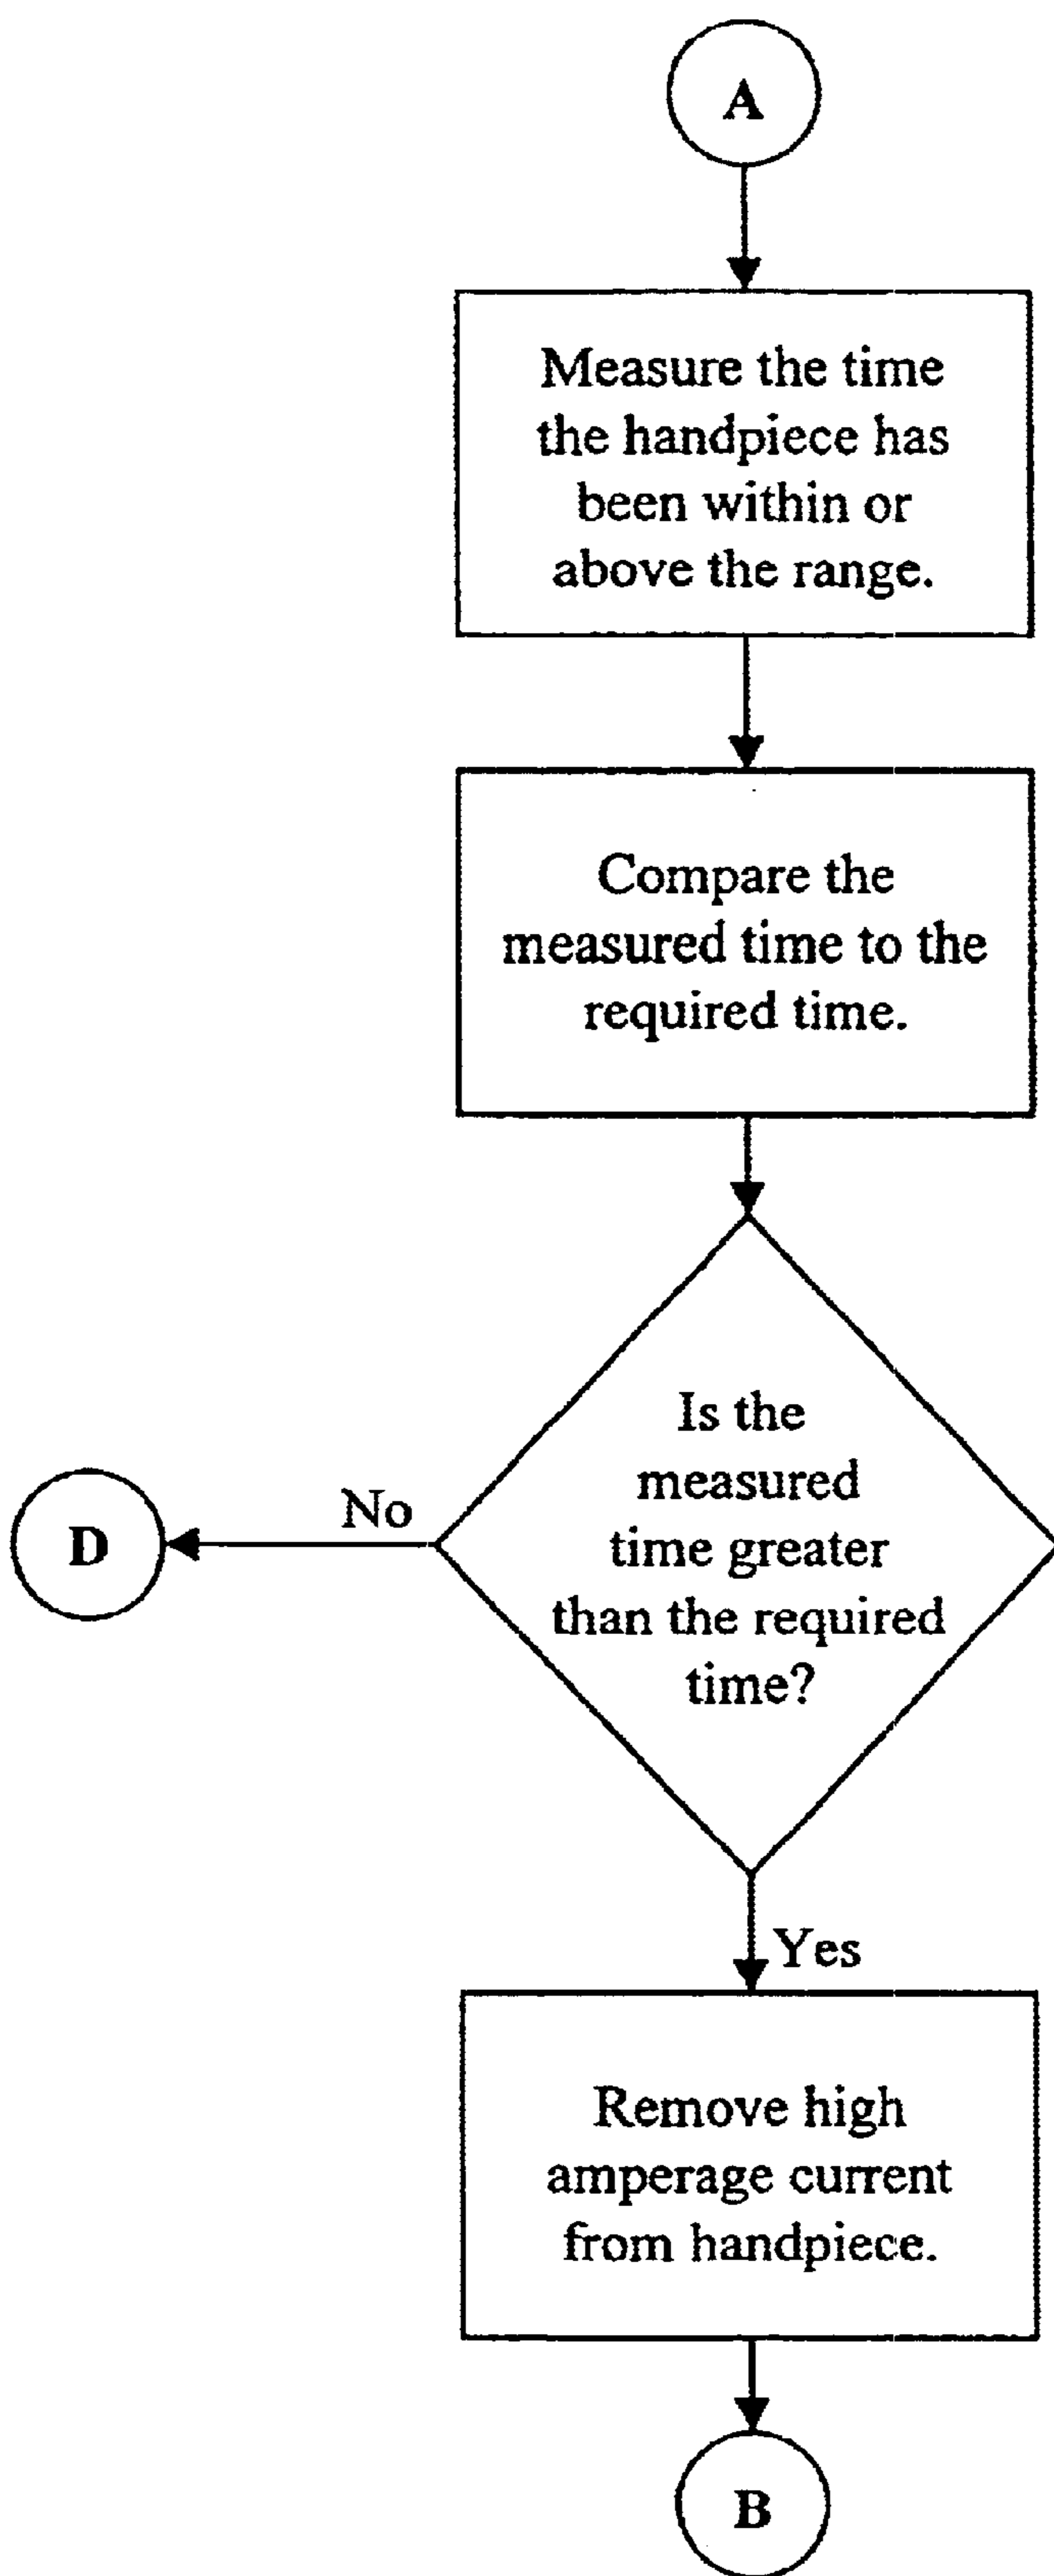 A
Measure the time
the handpiece has
been within or
above the range.
Compare the
measured time to the
required time.
Is the
measured
time greater
than the required
time?
No
D
Yes
Remove high
amperage current
from handpiece.
B